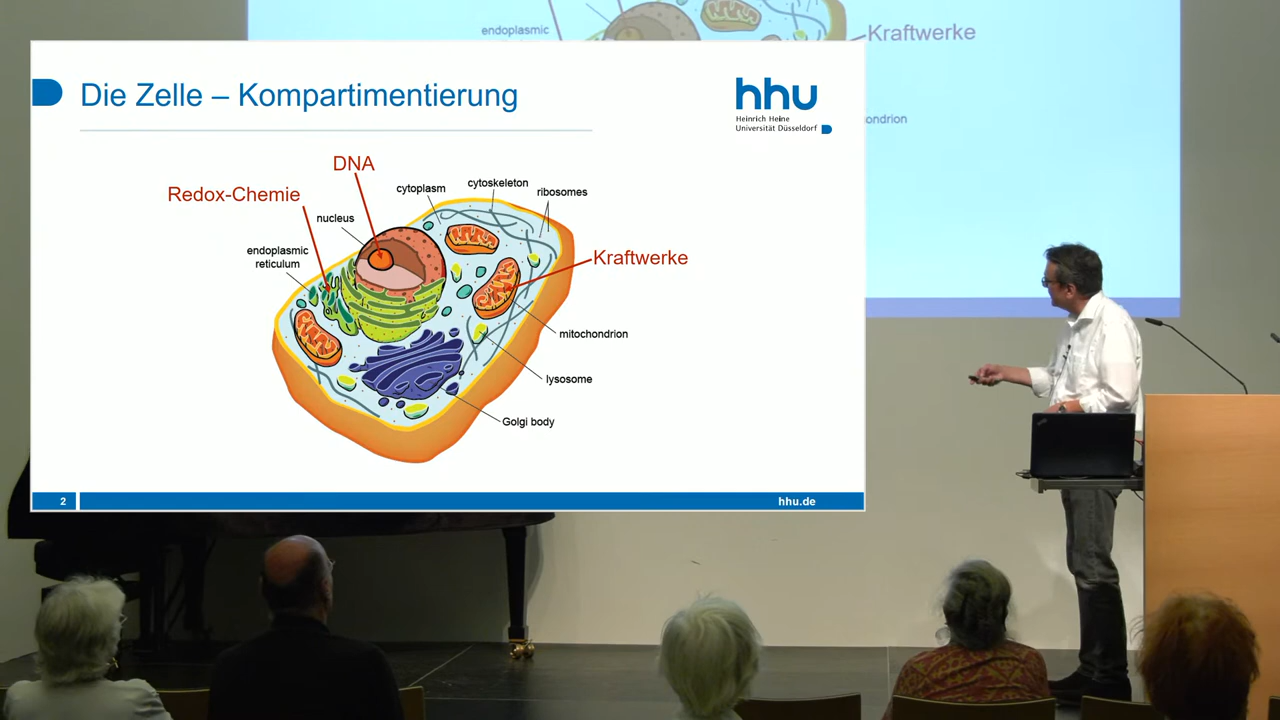 endoplasmic
Kraftwerke
ondrion
Die Zelle – Kompartimentierung
hhu
Heinrich Heine
Universität Düsseldorf
DNA
Redox-Chemie
cytoplasm
cytoskeleton
ribosomes
nucleus
endoplasmic
reticulum
Kraftwerke
mitochondrion
lysosome
Golgi body
2
hhu.de